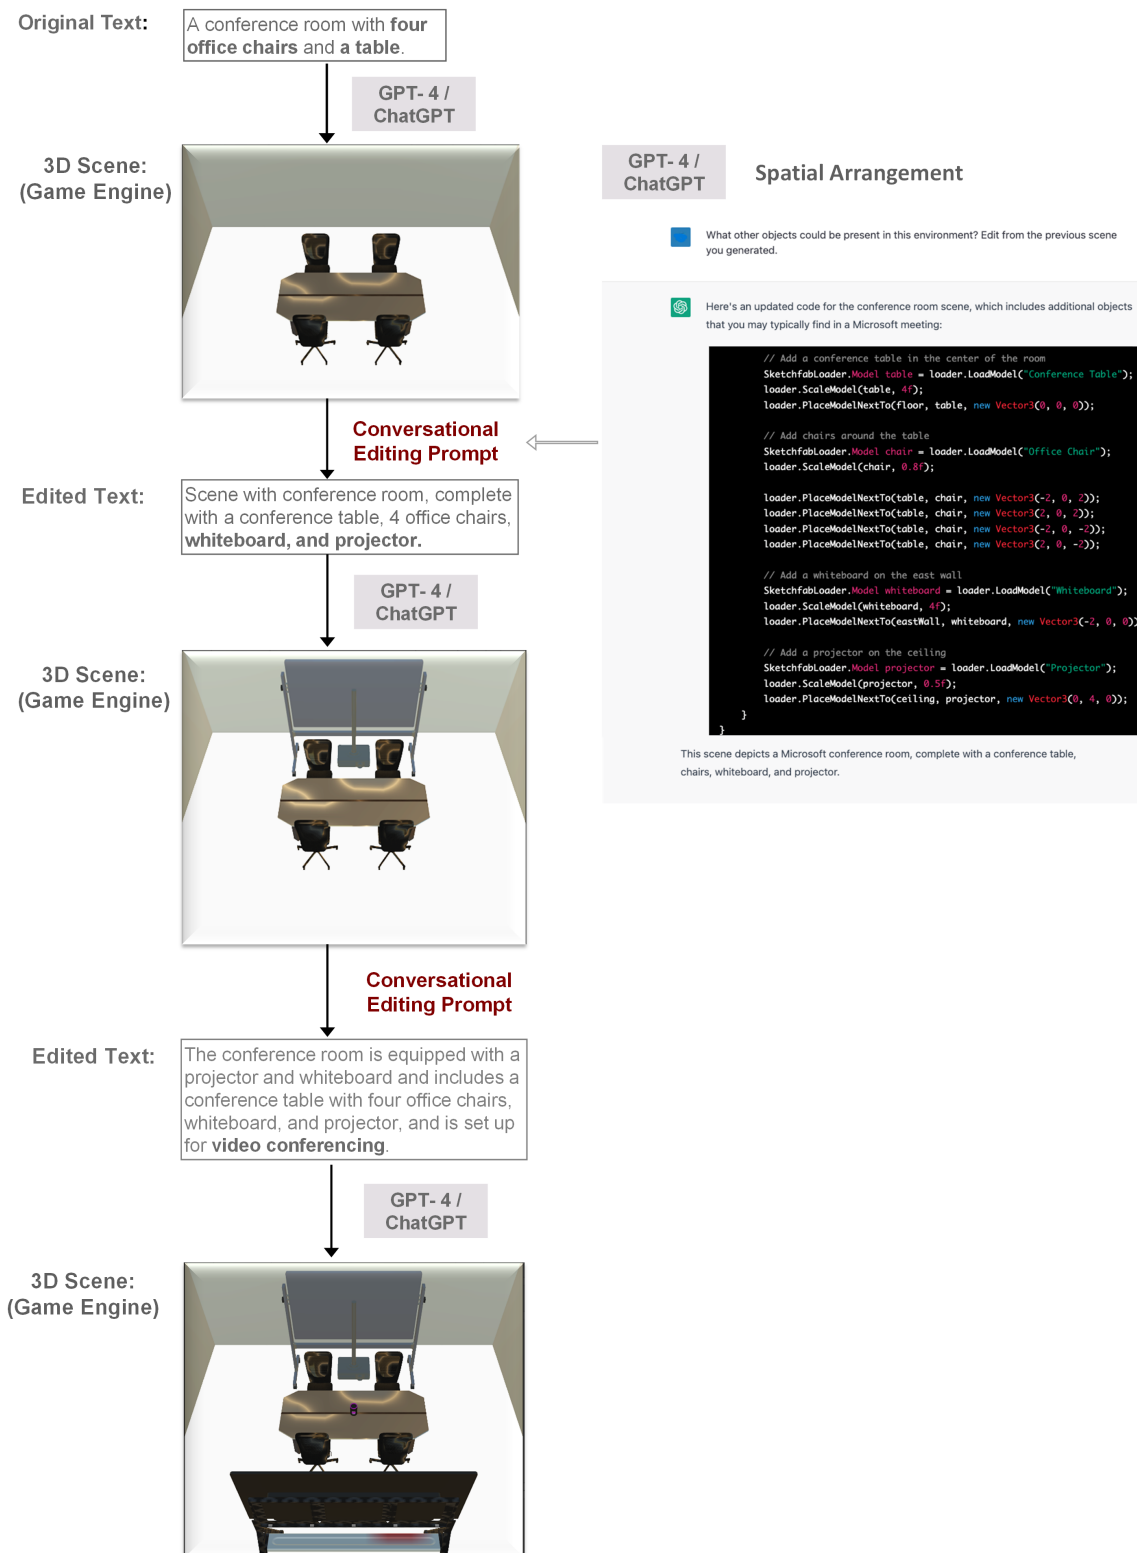 Original Text:
A conference room with four
office chairs and a table.
GPT- 4 /
ChatGPT
3D Scene:
(Game Engine)
Conversational
Editing Prompt
Edited Text:
Scene with conference room, complete
with a conference table, 4 office chairs,
whiteboard, and projector.
GPT- 4 /
ChatGPT
3D Scene:
(Game Engine)
Conversational
Editing Prompt
Edited Text:
The conference room is equipped with a
projector and whiteboard and includes a
conference table with four office chairs,
whiteboard, and projector, and is set up
for video conferencing.
GPT- 4 /
ChatGPT
3D Scene:
(Game Engine)
GPT- 4 /
ChatGPT
Spatial Arrangement
What other objects could be present in this environment? Edit from the previous scene
you generated.
Here's an updated code for the conference room scene, which includes additional objects
that you may typically find in a Microsoft meeting:
// Add a conference table in the center of the room
SketchfabLoader.Model table = loader.LoadModel("Conference Table");
loader.ScaleModel(table, 4f);
loader.PlaceModelNextTo(floor, table, new Vector3(0, 0, 0));
// Add chairs around the table
SketchfabLoader.Model chair = loader.LoadModel("Office Chair");
loader.ScaleModel(chair, 0.8f);
loader.PlaceModelNextTo(table, chair, new Vector3(-2, 0, 2));
loader.PlaceModelNextTo(table, chair, new Vector3(2, 0, 2));
loader.PlaceModelNextTo(table, chair, new Vector3(-2, 0, -2));
loader.PlaceModelNextTo(table, chair, new Vector3(2, 0, -2));
// Add a whiteboard on the east wall
SketchfabLoader.Model whiteboard = loader.LoadModel("Whiteboard");
loader.ScaleModel(whiteboard, 4f);
loader.PlaceModelNextTo(eastWall, whiteboard, new Vector3(-2, 0, 0))
// Add a projector on the ceiling
SketchfabLoader.Model projector = loader.LoadModel("Projector");
loader.ScaleModel(projector, 0.5f);
loader.PlaceModelNextTo(ceiling, projector, new Vector3(0, 4, 0));
}
}
This scene depicts a Microsoft conference room, complete with a conference table,
chairs, whiteboard, and projector.